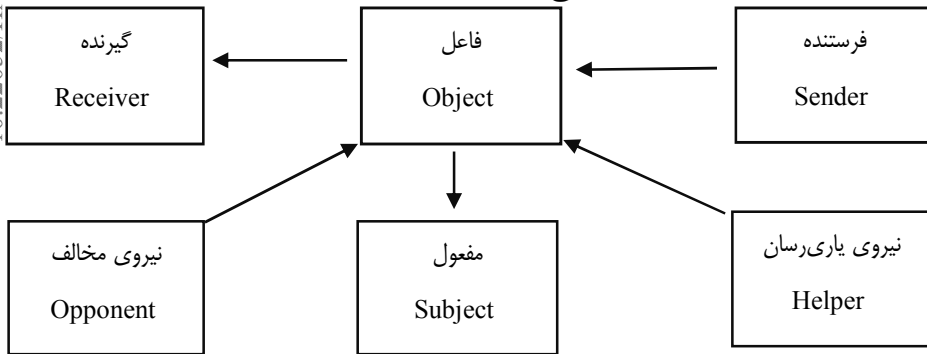 فرستنده
Sender
فاعل
Object
گیرنده
Receiver
نیروی یاری‌رسان
Helper
مفعول
Subject
نیروی مخالف
Opponent